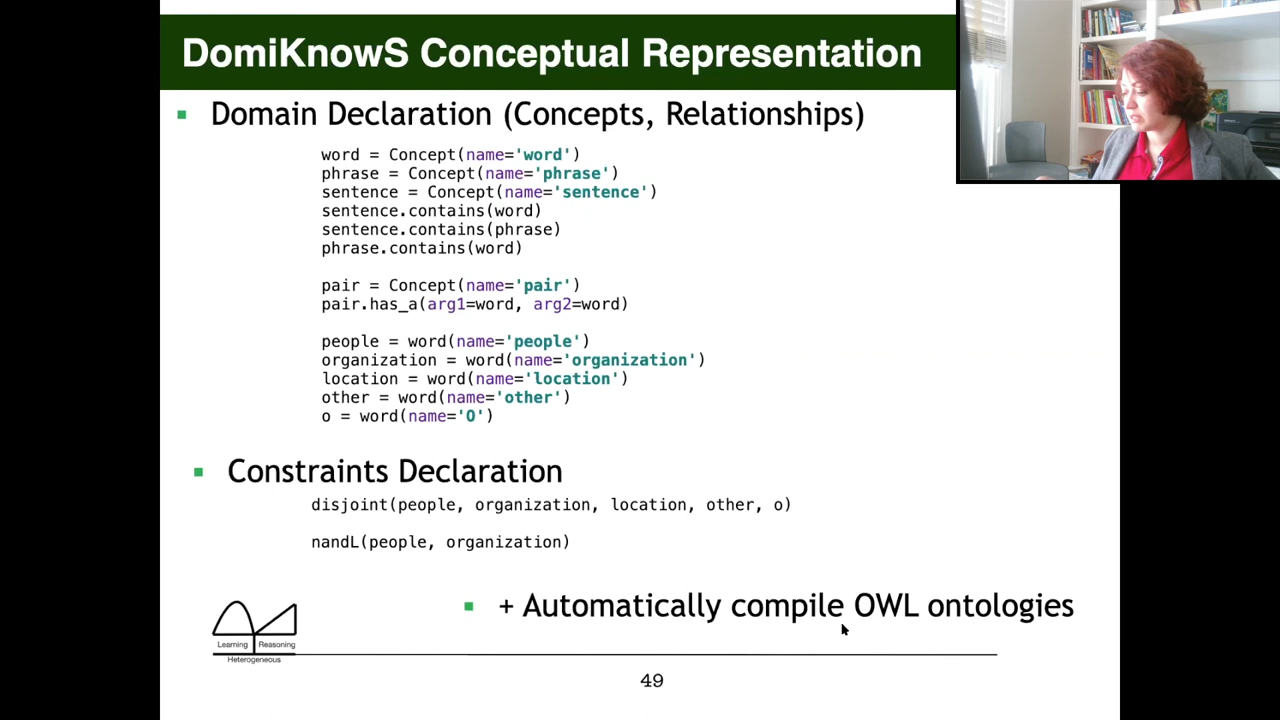 DomiKnowS Conceptual Representation
Domain Declaration (Concepts, Relationships)
word = Concept(name='word')
phrase = Concept(name='phrase')
sentence = Concept(name='sentence')
sentence.contains(word)
sentence.contains(phrase)
phrase.contains(word)
pair = Concept(name='pair')
pair.has_a(arg1=word, arg2=word)
people = word(name='people')
organization = word(name='organization')
location = word(name='location')
other = word(name='other')
o = word(name='O')
Constraints Declaration
disjoint(people, organization, location, other, o)
nandL(people, organization)
+ Automatically compile OWL ontologies
Learning Reasoning
Heterogeneous
49